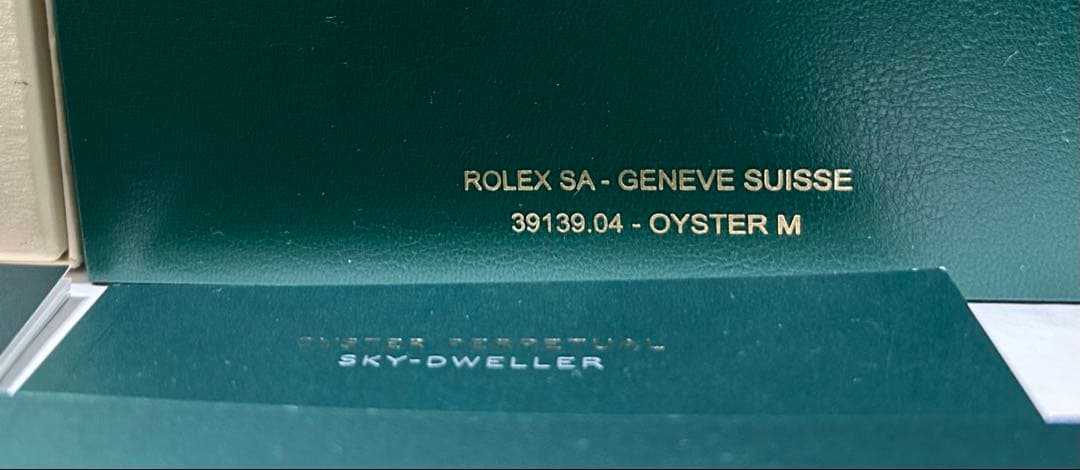 ROLEX SA - GENEVE SUISSE
39139.04 - OYSTER M
OYSTER PERPETUAL
SKY-DWELLER